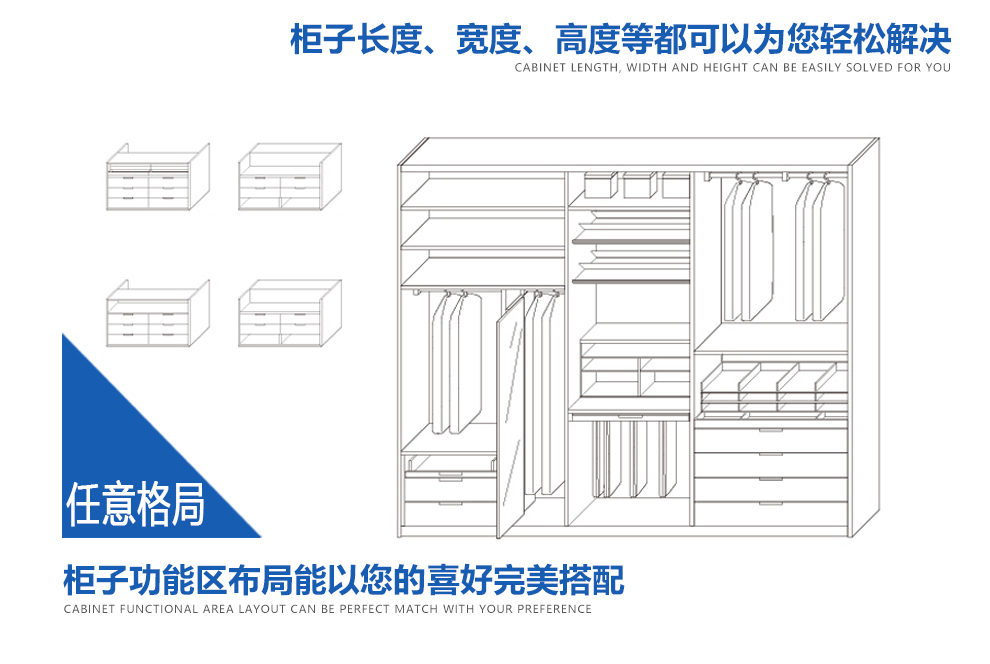 柜子长度、宽度、高度等都可以为您轻松解决
CABINET LENGTH, WIDTH AND HEIGHT CAN BE EASILY SOLVED FOR YOU
任意格局
柜子功能区布局能以您的喜好完美搭配
CABINET FUNCTIONAL AREA LAYOUT CAN BE PERFECT MATCH WITH YOUR PREFERENCE